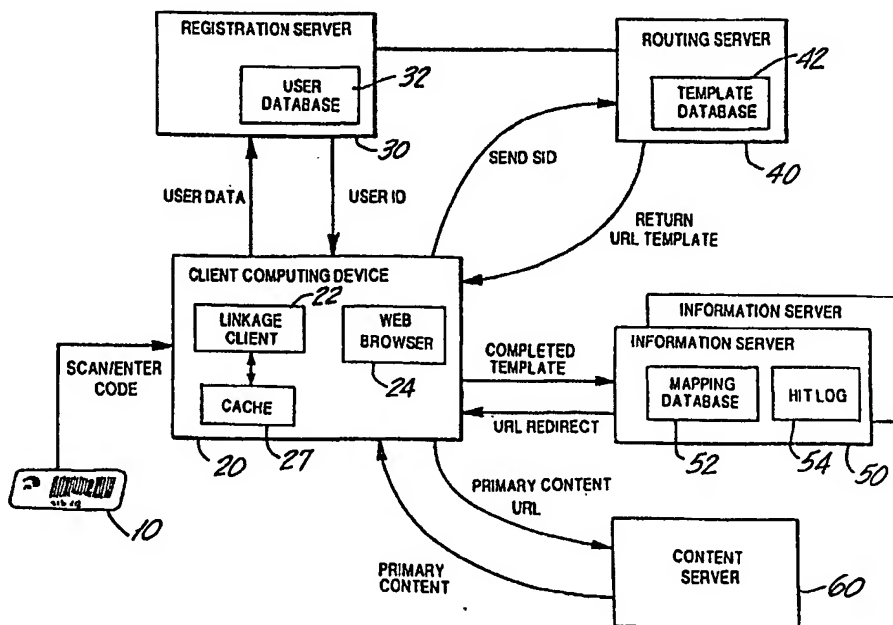 REGISTRATION SERVER
USER
DATABASE
32
30
ROUTING SERVER
42
TEMPLATE
DATABASE
40
SEND SID
USER DATA
USER ID
RETURN
URL TEMPLATE
CLIENT COMPUTING DEVICE
22
LINKAGE
CLIENT
WEB
BROWSER
24
CACHE
27
20
SCAN/ENTER
CODE
10
INFORMATION SERVER
INFORMATION SERVER
COMPLETED
TEMPLATE
MAPPING
DATABASE
HIT LOG
URL REDIRECT
52
54
50
PRIMARY CONTENT
URL
PRIMARY
CONTENT
CONTENT
SERVER
60